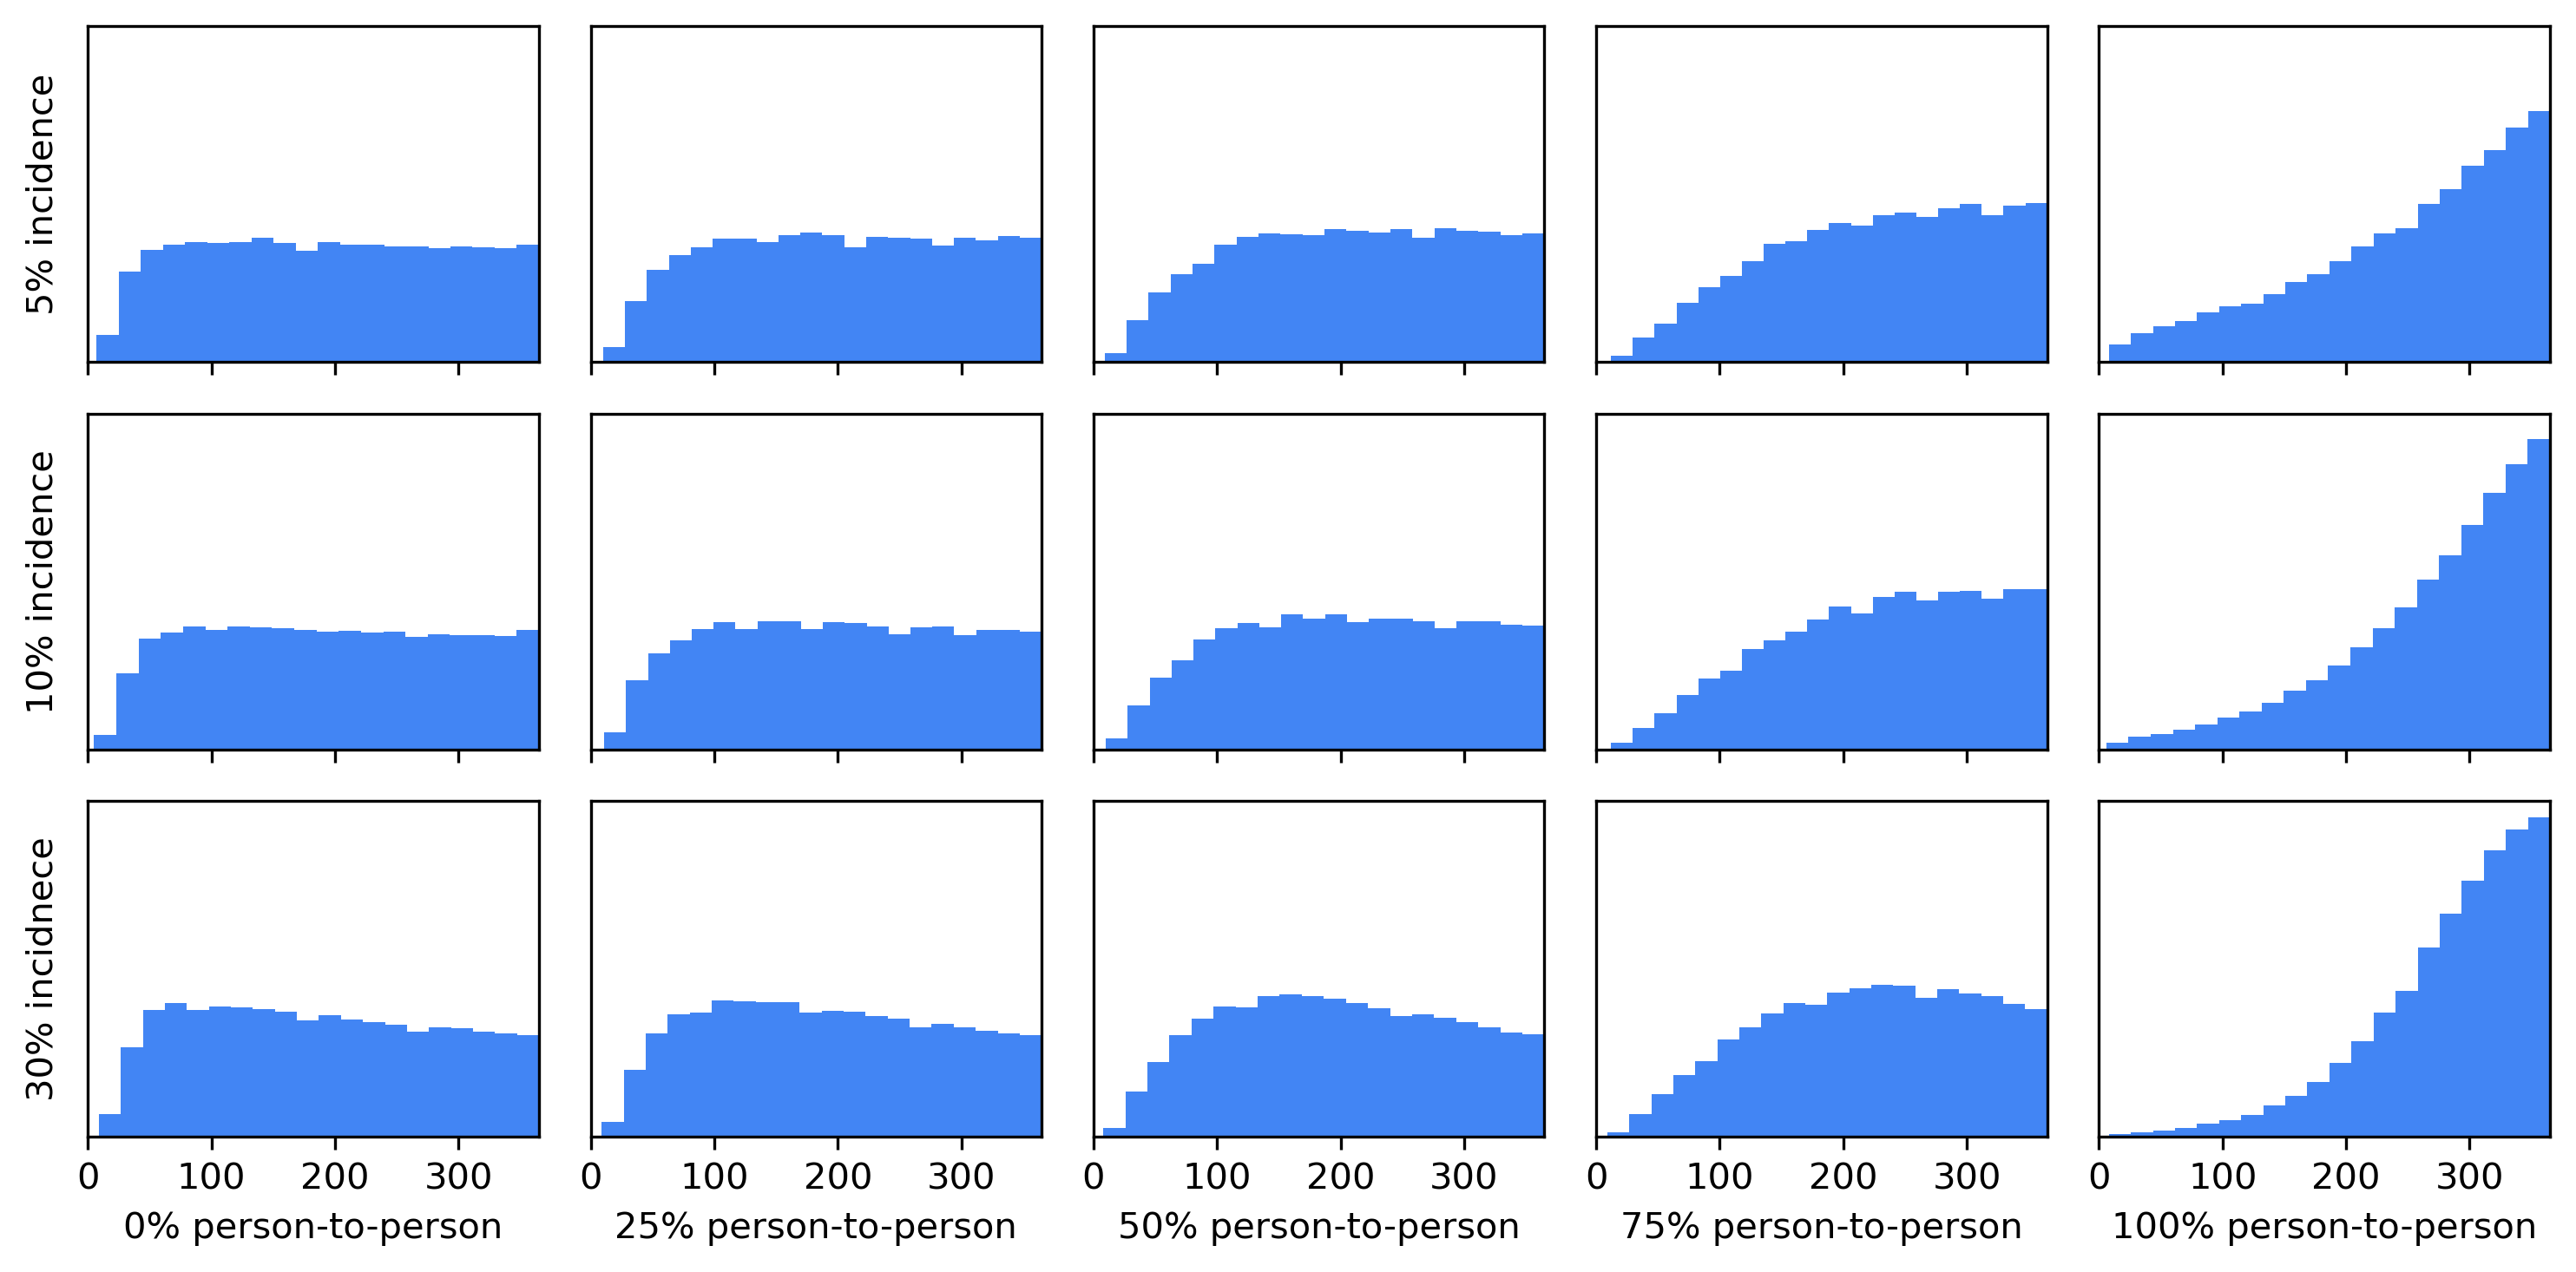 5% incidence
10% incidence
30% incidnece
0 100 200 300
0 100 200 300
0 100 200 300
0 100 200 300
0 100 200 300
0% person-to-person
25% person-to-person
50% person-to-person
75% person-to-person
100% person-to-person